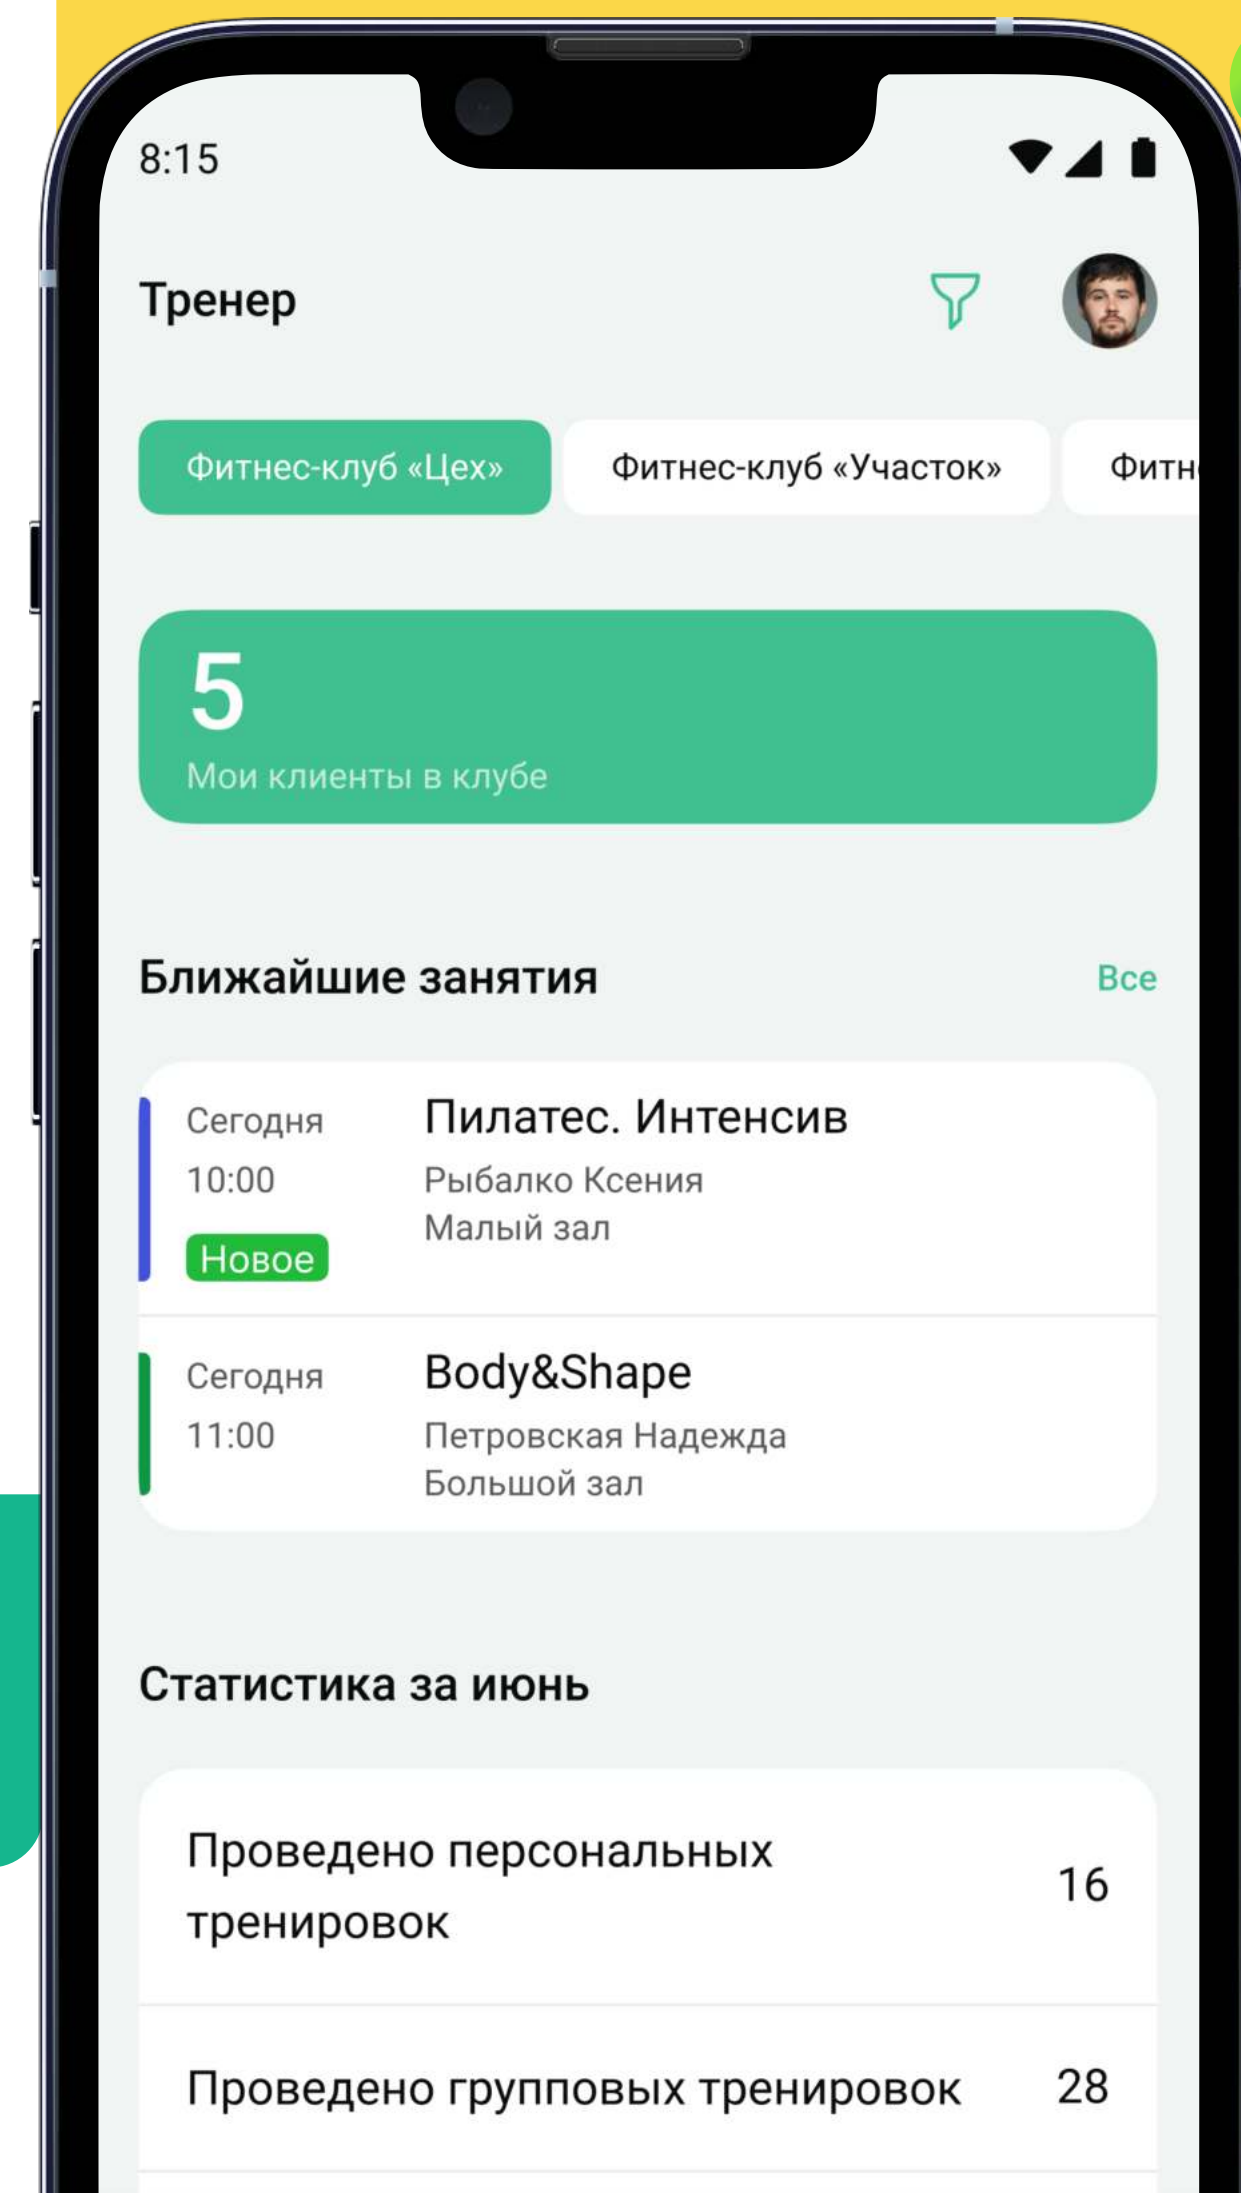 8:15
Тренер
Фитнес-клуб «Цех»
Фитнес-клуб «Участок»
5
Мои клиенты в клубе
Ближайшие занятия
Все
Сегодня
10:00
Новое
Пилатес. Интенсив
Рыбалко Ксения
Малый зал
Сегодня
11:00
Body&Shape
Петровская Надежда
Большой зал
Статистика за июнь
Проведено персональных
тренировок
16
Проведено групповых тренировок
28